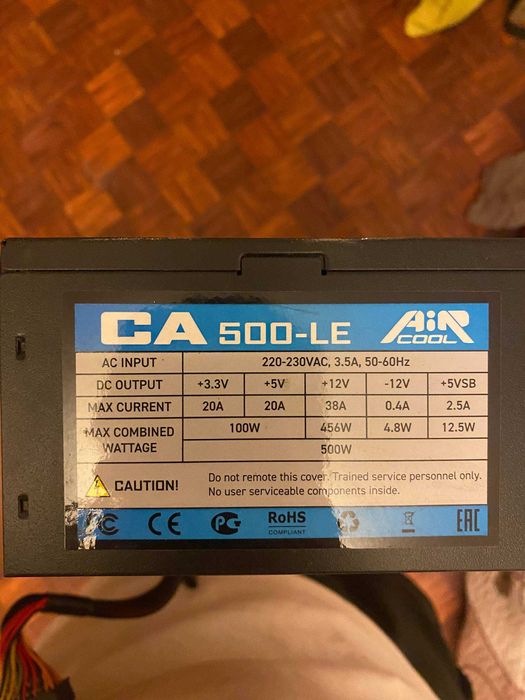 CA 500-LE AiR COOL
AC INPUT 220-230VAC, 3.5A, 50-60Hz
DC OUTPUT +3.3V +5V +12V -12V +5VSB
MAX CURRENT 20A 20A 38A 0.4A 2.5A
MAX COMBINED WATTAGE 100W 456W 4.8W 12.5W
500W
CAUTION! Do not remote this cover. Trained service personnel only.
No user serviceable components inside.
FC CE PC RoHS COMPLIANT EAC